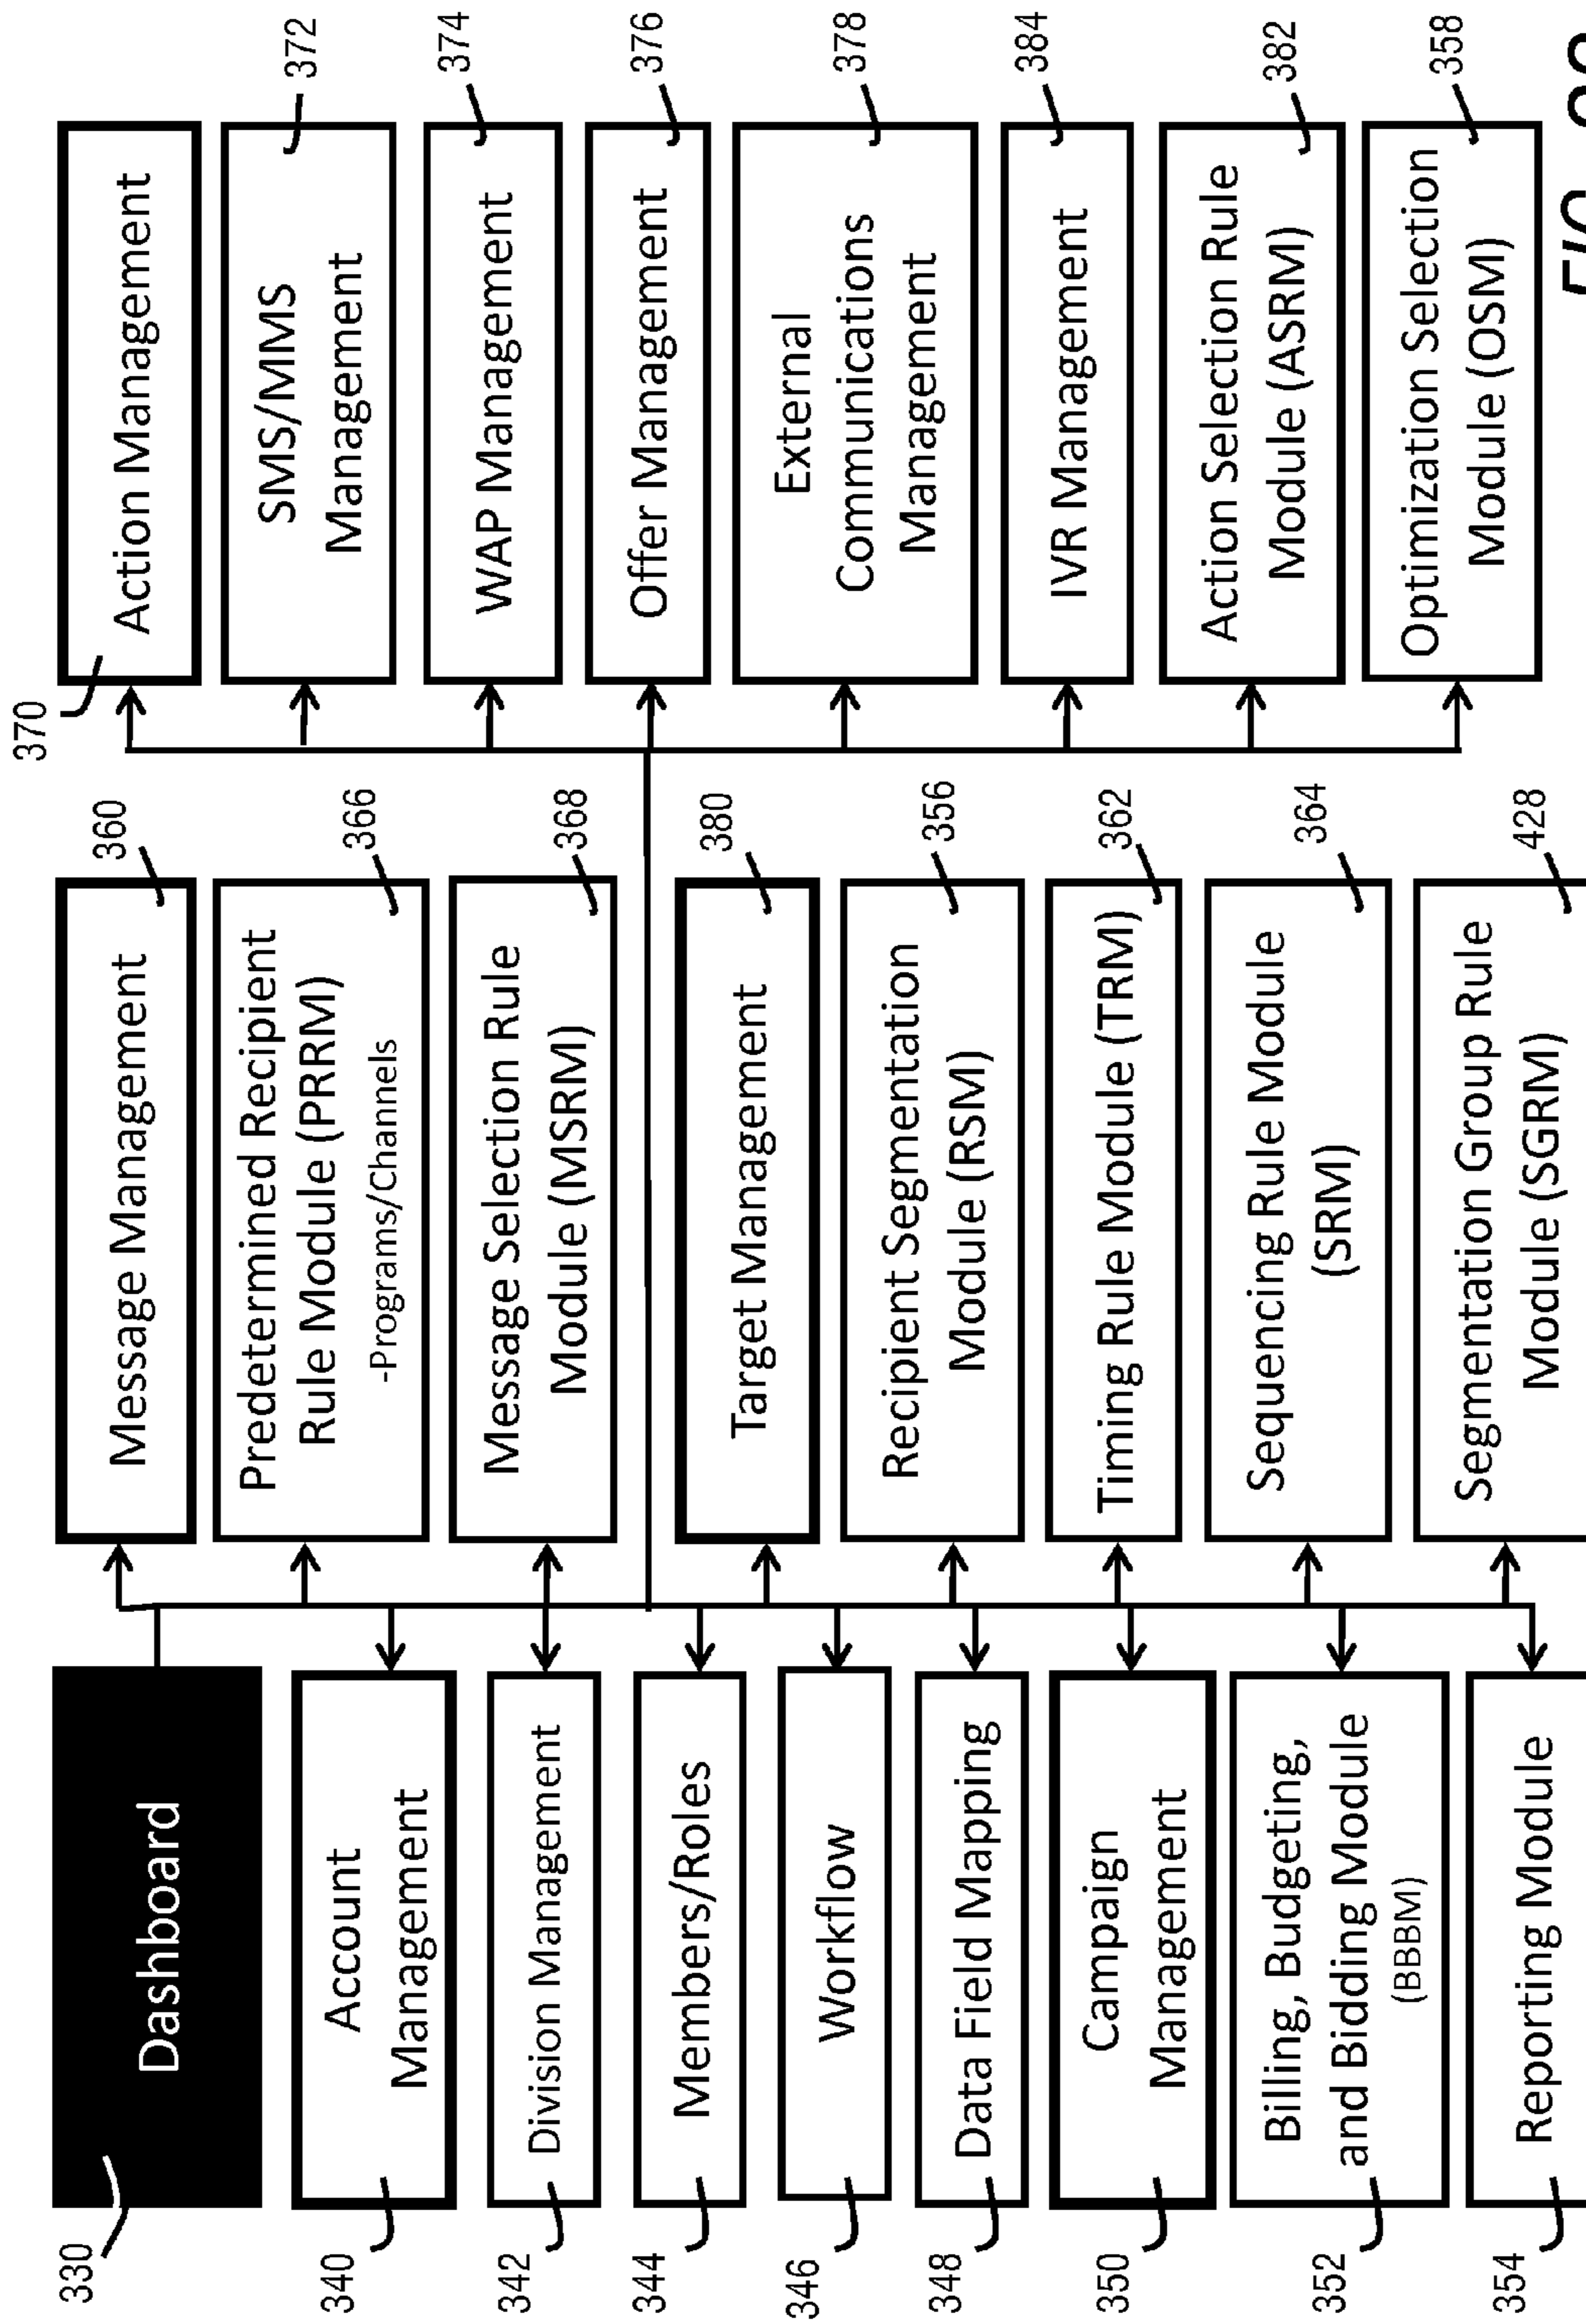 330
Dashboard
340
Account
Management
342
Division Management
344
Members/Roles
346
Workflow
348
Data Field Mapping
350
Campaign
Management
352
Billing, Budgeting,
and Bidding Module
(BBBM)
354
Reporting Module
360
Message Management
366
Predetermined Recipient
Rule Module (PRRM)
-Programs/Channels
368
Message Selection Rule
Module (MSRM)
380
Target Management
356
Recipient Segmentation
Module (RSM)
362
Timing Rule Module (TRM)
364
Sequencing Rule Module
(SRM)
428
Segmentation Group Rule
Module (SGRM)
370
Action Management
372
SMS/MMS
Management
374
WAP Management
376
Offer Management
378
External
Communications
Management
384
IVR Management
382
Action Selection Rule
Module (ASRM)
358
Optimization Selection
Module (OSM)
FIG.